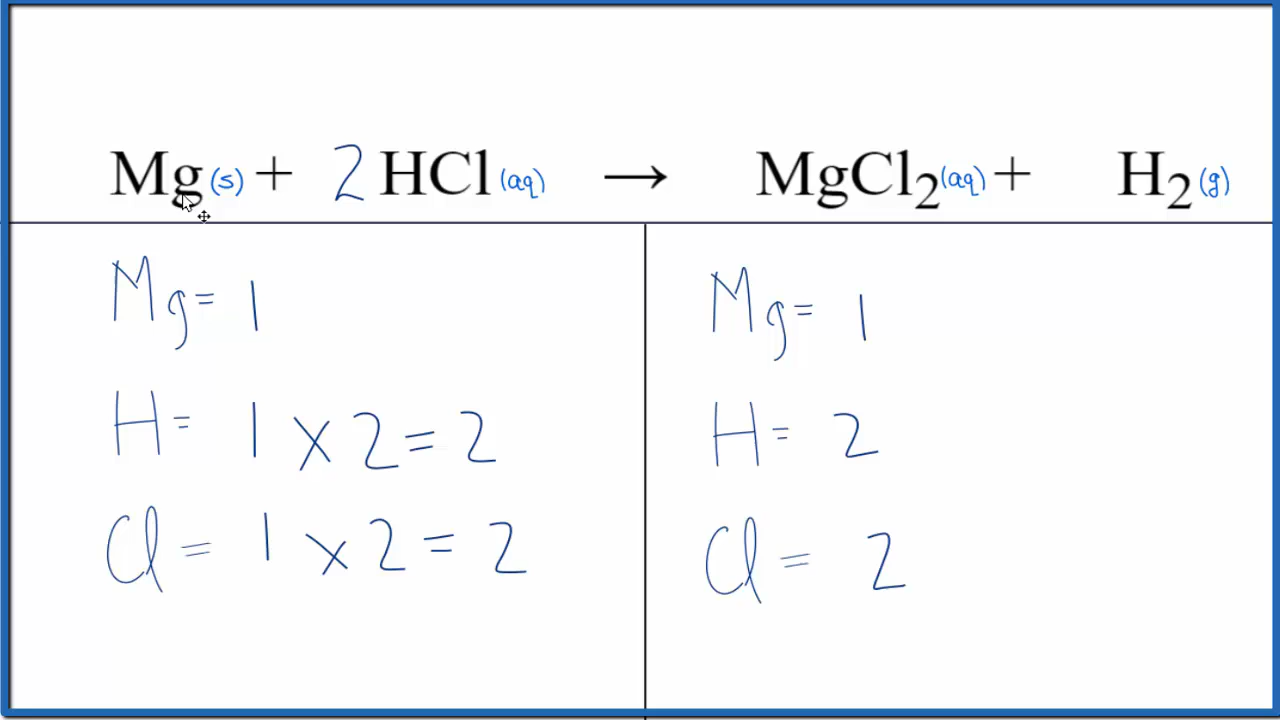 Mg(s) + 2 HCl(aq) → MgCl₂(aq) + H₂(g)
Mg = 1
H = 1 x 2 = 2
Cl = 1 x 2 = 2
Mg = 1
H = 2
Cl = 2